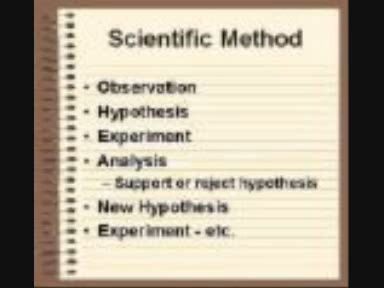 Scientific Method
• Observation
• Hypothesis
• Experiment
• Analysis
– Support or reject hypothesis
• New Hypothesis
• Experiment - etc.